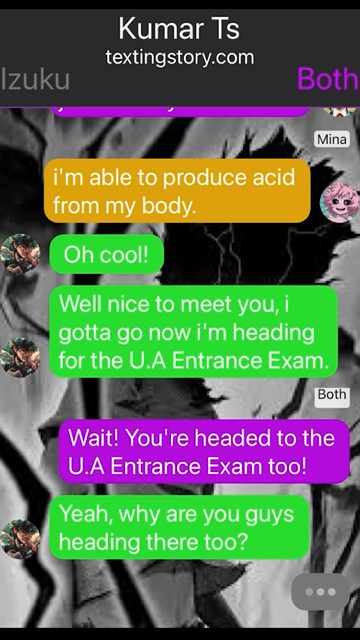 Kumar Ts
textingstory.com
Izuku
Both
Mina
i'm able to produce acid
from my body.
Oh cool!
Well nice to meet you, i
gotta go now i'm heading
for the U.A Entrance Exam.
Both
Wait! You're headed to the
U.A Entrance Exam too!
Yeah, why are you guys
heading there too?